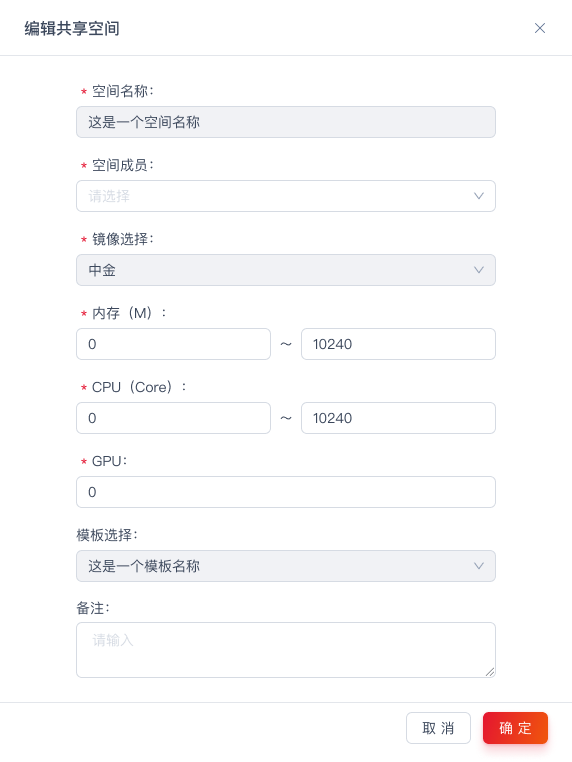 编辑共享空间
* 空间名称：
这是一个空间名称
* 空间成员：
请选择
* 镜像选择：
中金
* 内存（M）：
0 ～ 10240
* CPU（Core）：
0 ～ 10240
* GPU：
0
模板选择：
这是一个模板名称
备注：
请输入
取 消 确 定